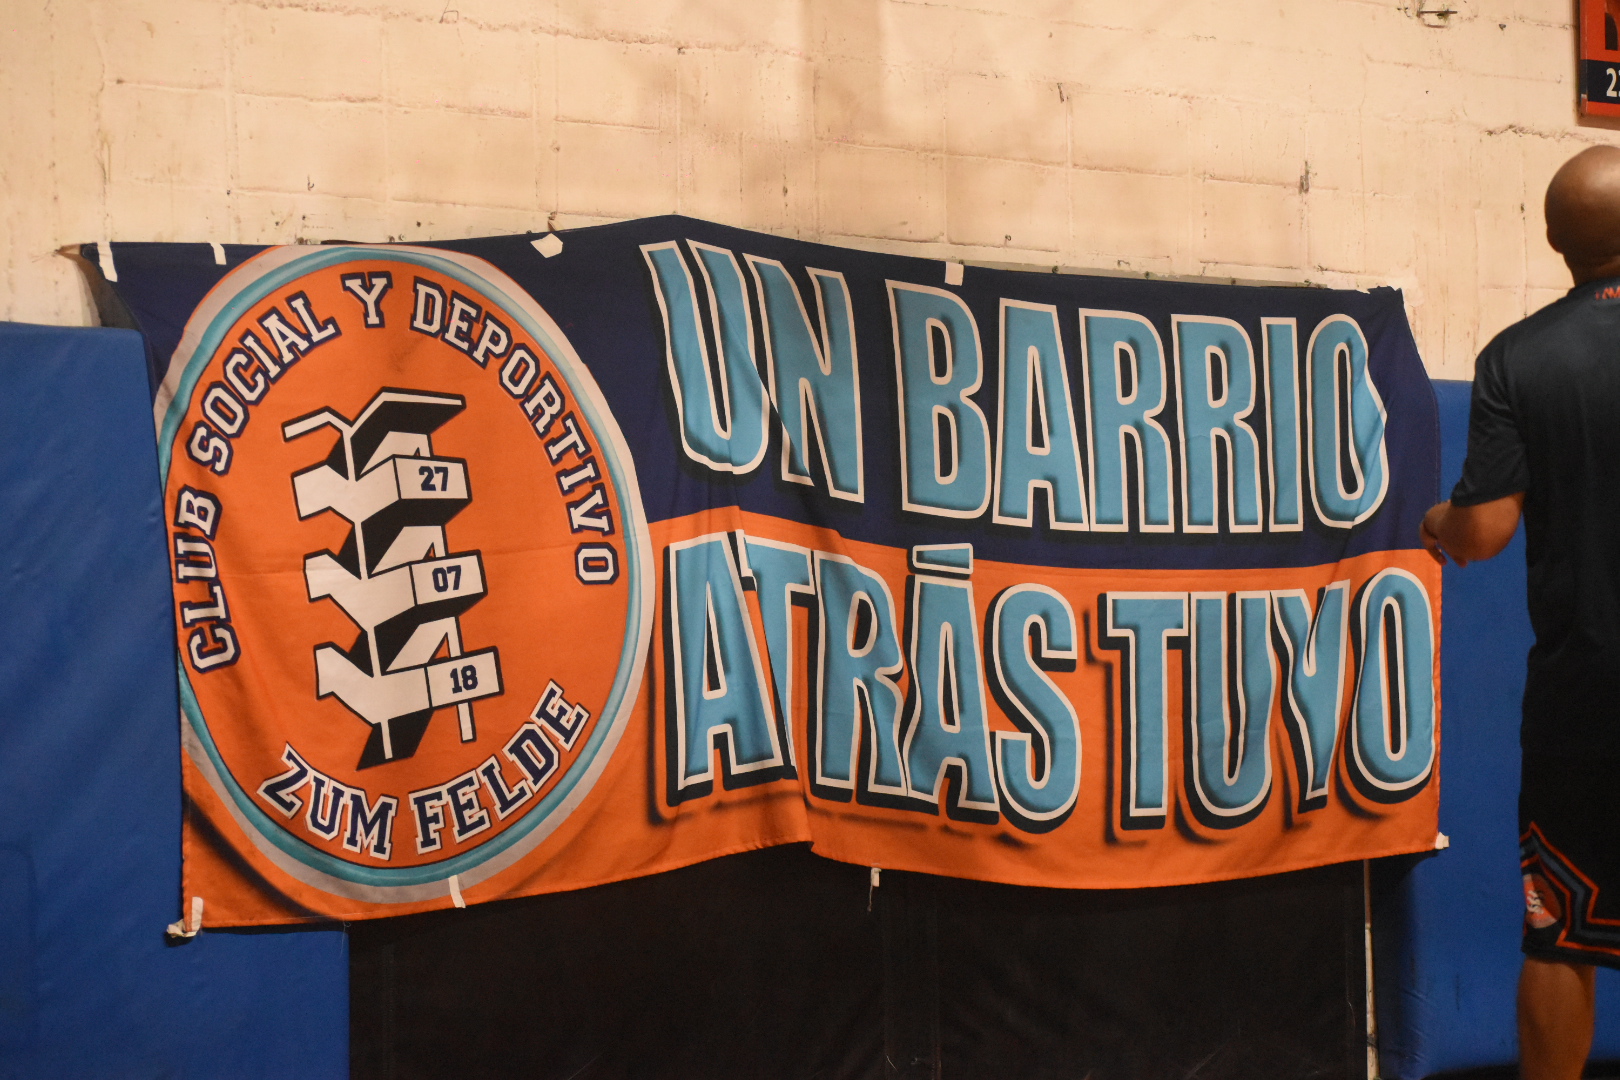 CLUB SOCIAL Y DEPORTIVO
27
07
18
ZUM FELDE
UN BARRIO
ATRÁS TUYO